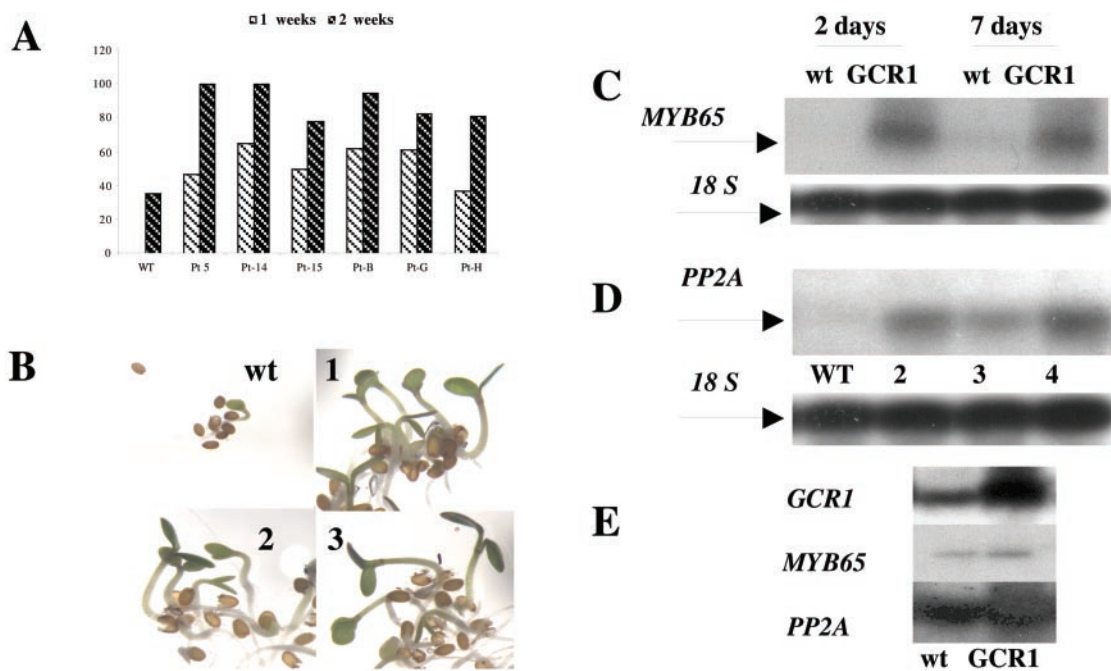 A
1 weeks 2 weeks
120
100
80
60
40
20
0
WT Pt 5 Pt-14 Pt-15 Pt-B Pt-G Pt-H
B
wt
1
2
3
2 days 7 days
wt GCR1 wt GCR1
C
MYB65
18 S
D
PP2A
WT 2 3 4
18 S
E
GCR1
MYB65
PP2A
wt GCR1